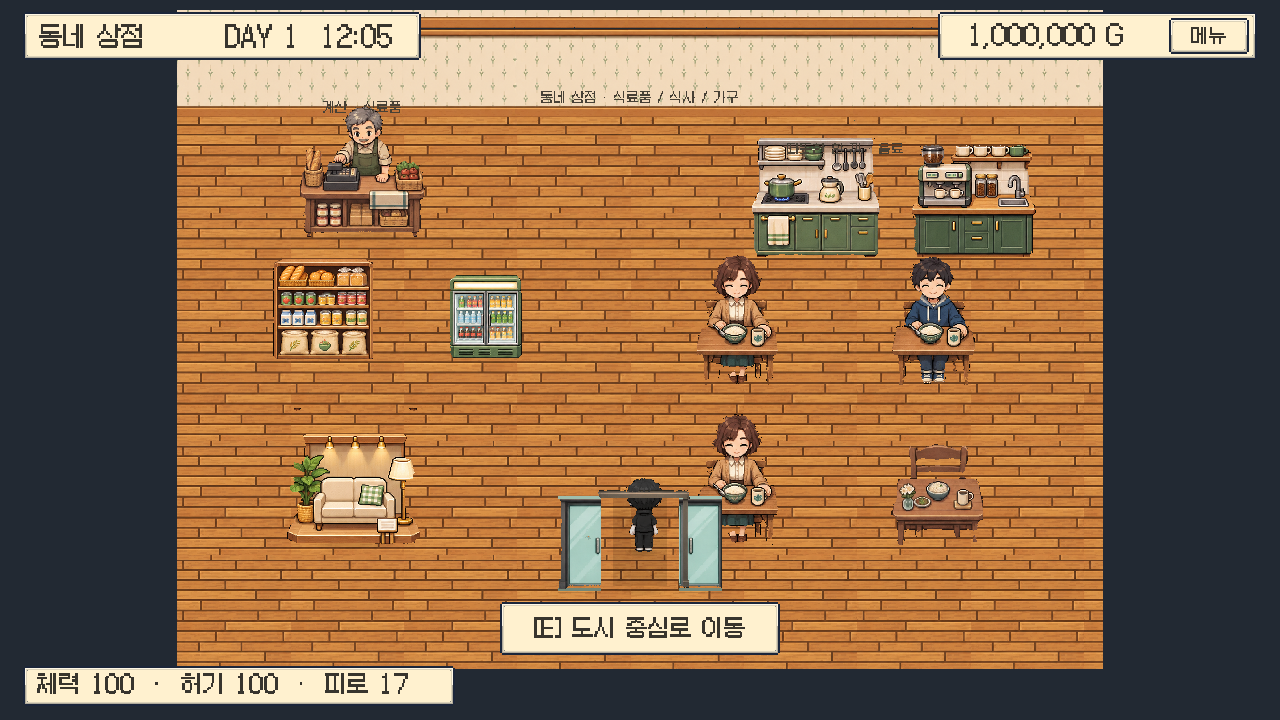 동네 상점 DAY 1 12:05
1,000,000 G 메뉴
동네 상점 · 식료품 / 식사 / 가구
계산 · 식료품
음료
[E] 도시 중심로 이동
체력 100 · 허기 100 · 피로 17